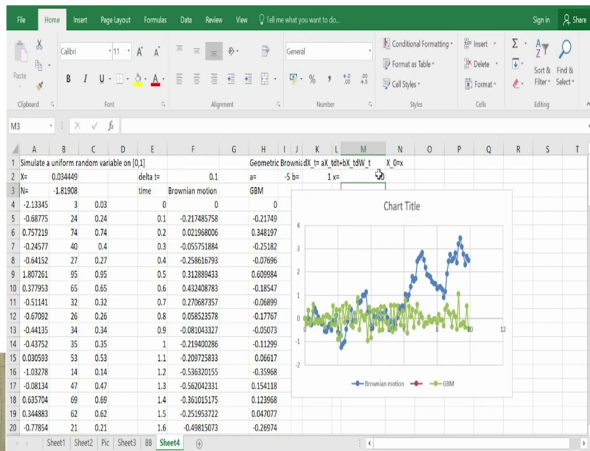 File Home Insert Page Layout Formulas Data Review View Tell me what you want to do... Sign in Share
Paste Calibri 11 A A General Conditional Formatting Insert Σ
Format as Table Delete Sort & Find &
B I U A % , Cell Styles Format Filter Select
Clipboard Font Alignment Number Styles Cells Editing
M3 fx
A B C D E F G H I J K L M N O P Q R S T
1 Simulate a uniform random variable on [0,1] Geometric Browni dX_t= aX_tdt+bX_tdW_t X_0=x
2 X= 0.034449 delta t= 0.1 a= -5 b= 1 x=
3 N= -1.81908 time Brownian motion GBM
4 -2.13345 3 0.03 0 0 0
5 -0.68775 24 0.24 0.1 -0.217485758 -0.21749
6 0.757219 74 0.74 0.2 0.021968006 0.348197
7 -0.24577 40 0.4 0.3 -0.055751884 -0.25182
8 -0.64152 27 0.27 0.4 -0.258616793 -0.07696
9 1.807261 95 0.95 0.5 0.312889433 0.609984
10 0.377953 65 0.65 0.6 0.432408783 -0.18547
11 -0.51141 32 0.32 0.7 0.270687357 -0.06899
12 -0.67092 26 0.26 0.8 0.058523578 -0.17767
13 -0.44135 34 0.34 0.9 -0.081043327 -0.05073
14 -0.43752 35 0.35 1 -0.219400286 -0.11299
15 0.030593 53 0.53 1.1 -0.209725833 0.06617
16 -1.03278 14 0.14 1.2 -0.536320155 -0.35968
17 -0.08134 47 0.47 1.3 -0.562042331 0.154118
18 0.635704 69 0.69 1.4 -0.361015175 0.123968
19 0.344883 62 0.62 1.5 -0.251953722 0.047077
20 -0.77854 21 0.21 1.6 -0.49815073 -0.26974
Chart Title
4
3
2
1
0
-1
-2
0 2 4 6 8 10 12
Brownian motion GBM
Sheet1 Sheet2 Pic Sheet3 BB Sheet4